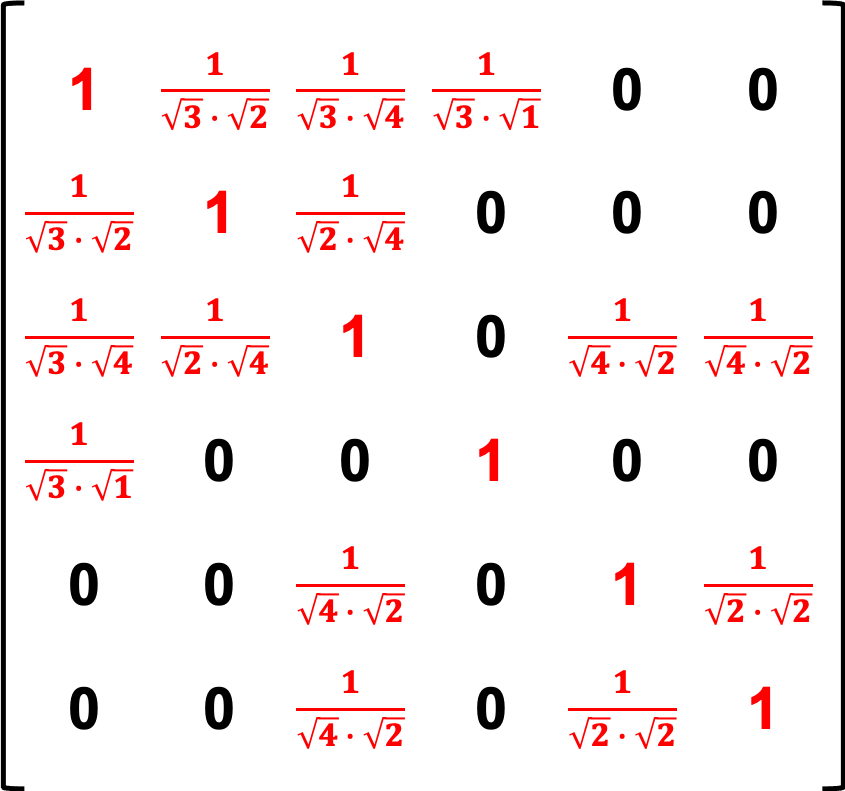 1 1/(√3 · √2) 1/(√3 · √4) 1/(√3 · √1) 0 0
1/(√3 · √2) 1 1/(√2 · √4) 0 0 0
1/(√3 · √4) 1/(√2 · √4) 1 0 1/(√4 · √2) 1/(√4 · √2)
1/(√3 · √1) 0 0 1 0 0
0 0 1/(√4 · √2) 0 1 1/(√2 · √2)
0 0 1/(√4 · √2) 0 1/(√2 · √2) 1